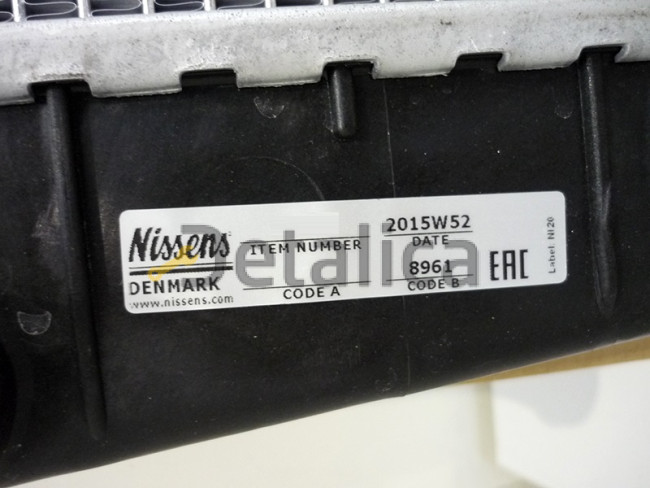 Nissens
DENMARK
www.nissens.com
ITEM NUMBER
CODE A
2015W52
DATE
8961
CODE B
EAC
Label: NI20
Detalica